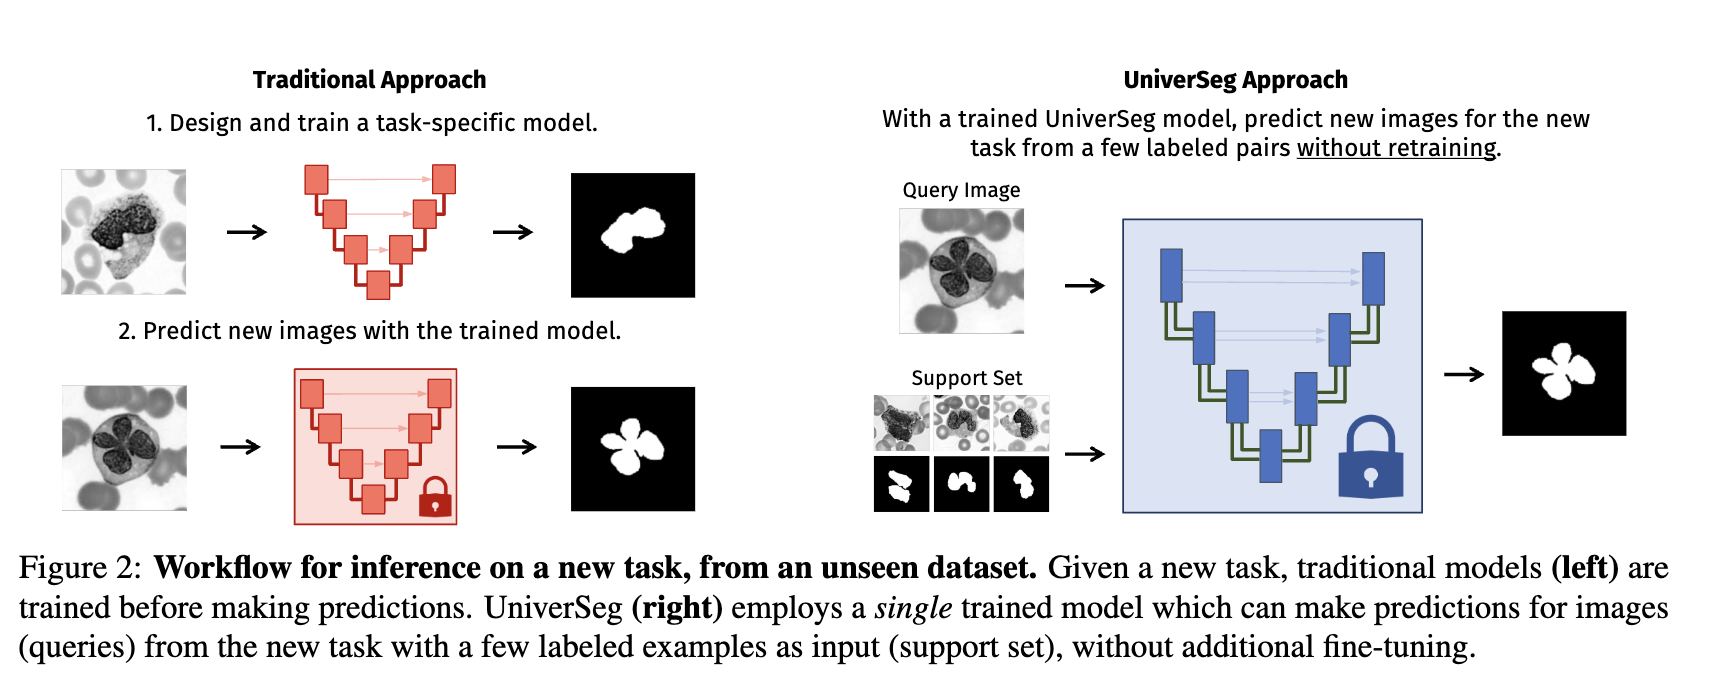 Traditional Approach
1. Design and train a task-specific model.
2. Predict new images with the trained model.
UniverSeg Approach
With a trained UniverSeg model, predict new images for the new
task from a few labeled pairs without retraining.
Query Image
Support Set
Figure 2: Workflow for inference on a new task, from an unseen dataset. Given a new task, traditional models (left) are
trained before making predictions. UniverSeg (right) employs a single trained model which can make predictions for images
(queries) from the new task with a few labeled examples as input (support set), without additional fine-tuning.